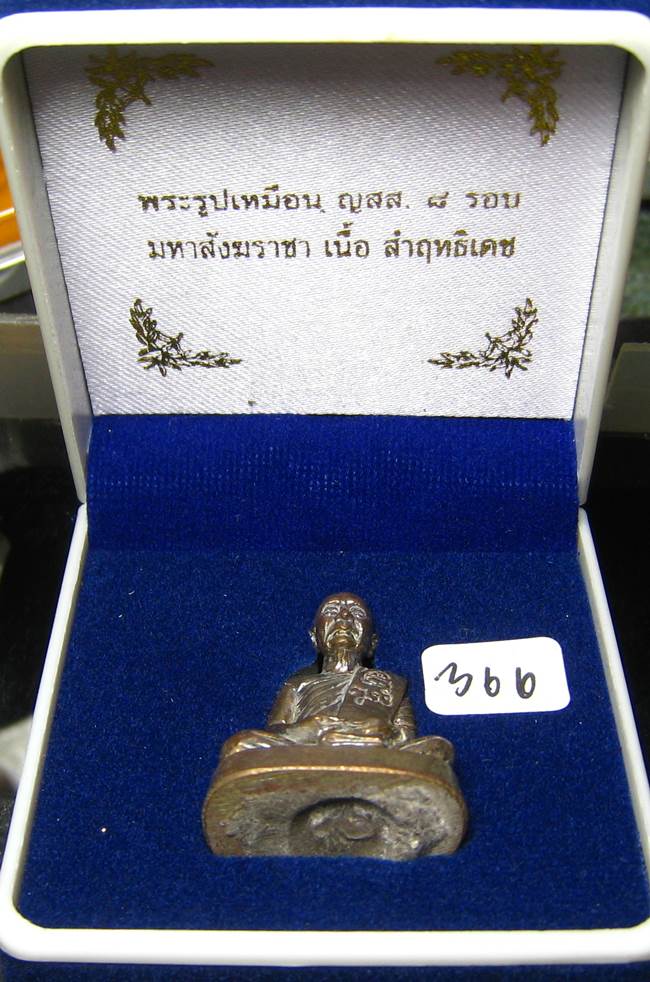 พระรูปเหมือน ญสส. ๘ รอบ
มหาสังฆราชา เนื้อ สำฤทธิเดช
366